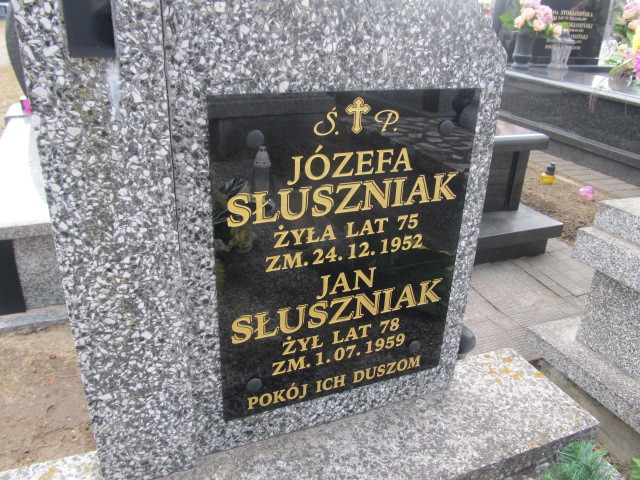 Ś. P.
JÓZEFA
SŁUSZNIAK
ŻYŁA LAT 75
ZM. 24. 12. 1952
JAN
SŁUSZNIAK
ŻYŁ LAT 78
ZM. 1. 07. 1959
POKÓJ ICH DUSZOM